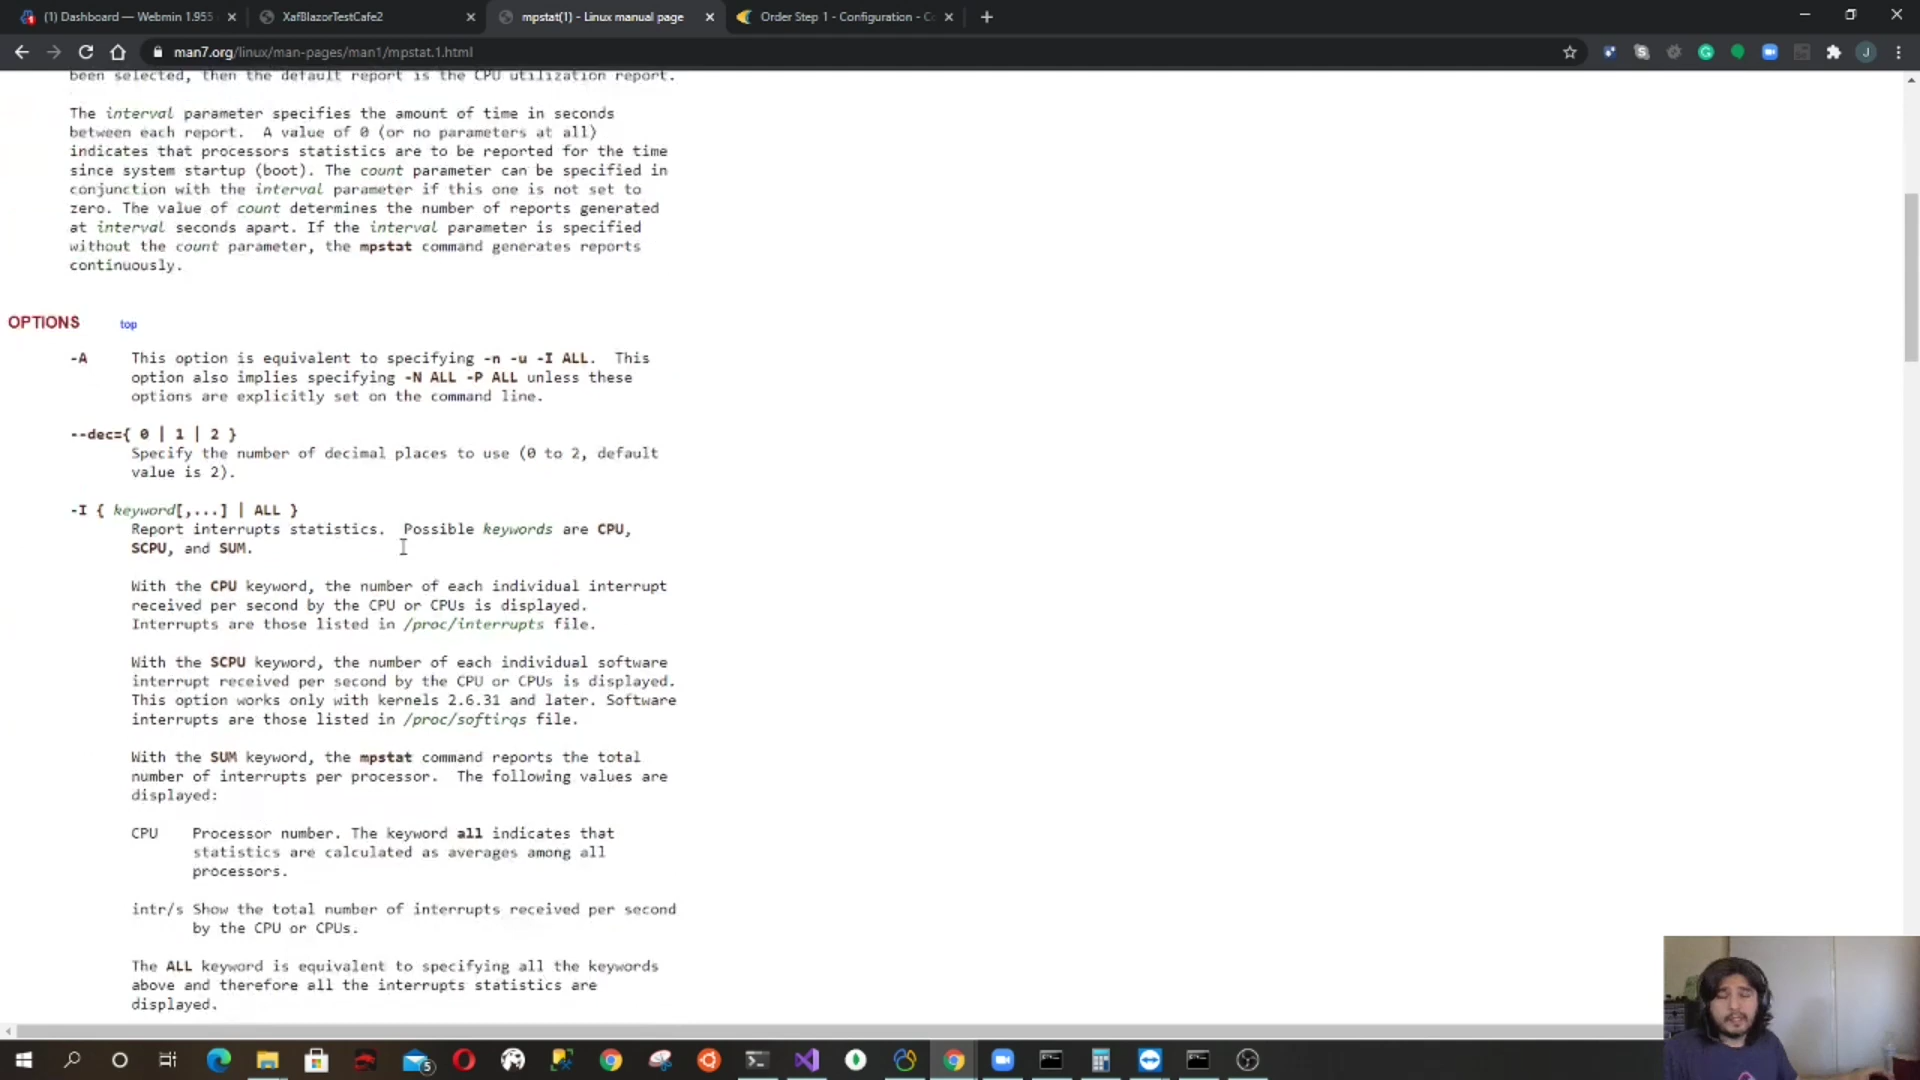 (1) Dashboard — Webmin 1.955
XafBlazorTestCafe2
mpstat(1) - Linux manual page
Order Step 1 - Configuration - Co
man7.org/linux/man-pages/man1/mpstat.1.html
been selected, then the default report is the CPU utilization report.
The interval parameter specifies the amount of time in seconds
between each report.  A value of 0 (or no parameters at all)
indicates that processors statistics are to be reported for the time
since system startup (boot). The count parameter can be specified in
conjunction with the interval parameter if this one is not set to
zero. The value of count determines the number of reports generated
at interval seconds apart. If the interval parameter is specified
without the count parameter, the mpstat command generates reports
continuously.
OPTIONS top
-A This option is equivalent to specifying -n -u -I ALL.  This
option also implies specifying -N ALL -P ALL unless these
options are explicitly set on the command line.
--dec={ 0 | 1 | 2 }
Specify the number of decimal places to use (0 to 2, default
value is 2).
-I { keyword[,...] | ALL }
Report interrupts statistics.  Possible keywords are CPU,
SCPU, and SUM.
With the CPU keyword, the number of each individual interrupt
received per second by the CPU or CPUs is displayed.
Interrupts are those listed in /proc/interrupts file.
With the SCPU keyword, the number of each individual software
interrupt received per second by the CPU or CPUs is displayed.
This option works only with kernels 2.6.31 and later. Software
interrupts are those listed in /proc/softirqs file.
With the SUM keyword, the mpstat command reports the total
number of interrupts per processor.  The following values are
displayed:
CPU Processor number. The keyword all indicates that
statistics are calculated as averages among all
processors.
intr/s Show the total number of interrupts received per second
by the CPU or CPUs.
The ALL keyword is equivalent to specifying all the keywords
above and therefore all the interrupts statistics are
displayed.
J
5